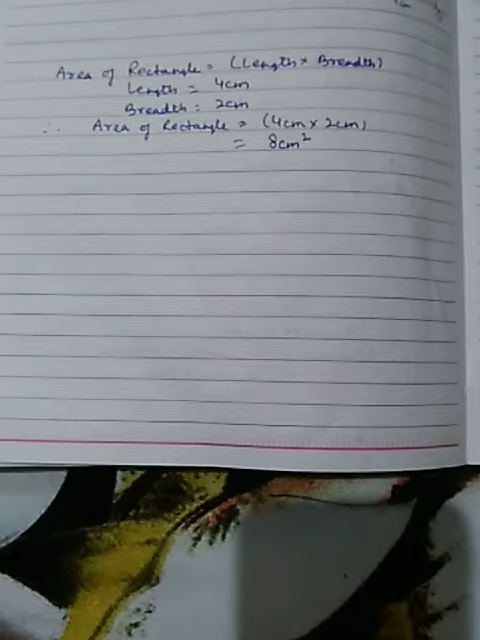 Area of Rectangle = (Length × Breadth)
Length = 4cm
Breadth = 2cm
∴ Area of Rectangle = (4cm × 2cm)
= 8cm²